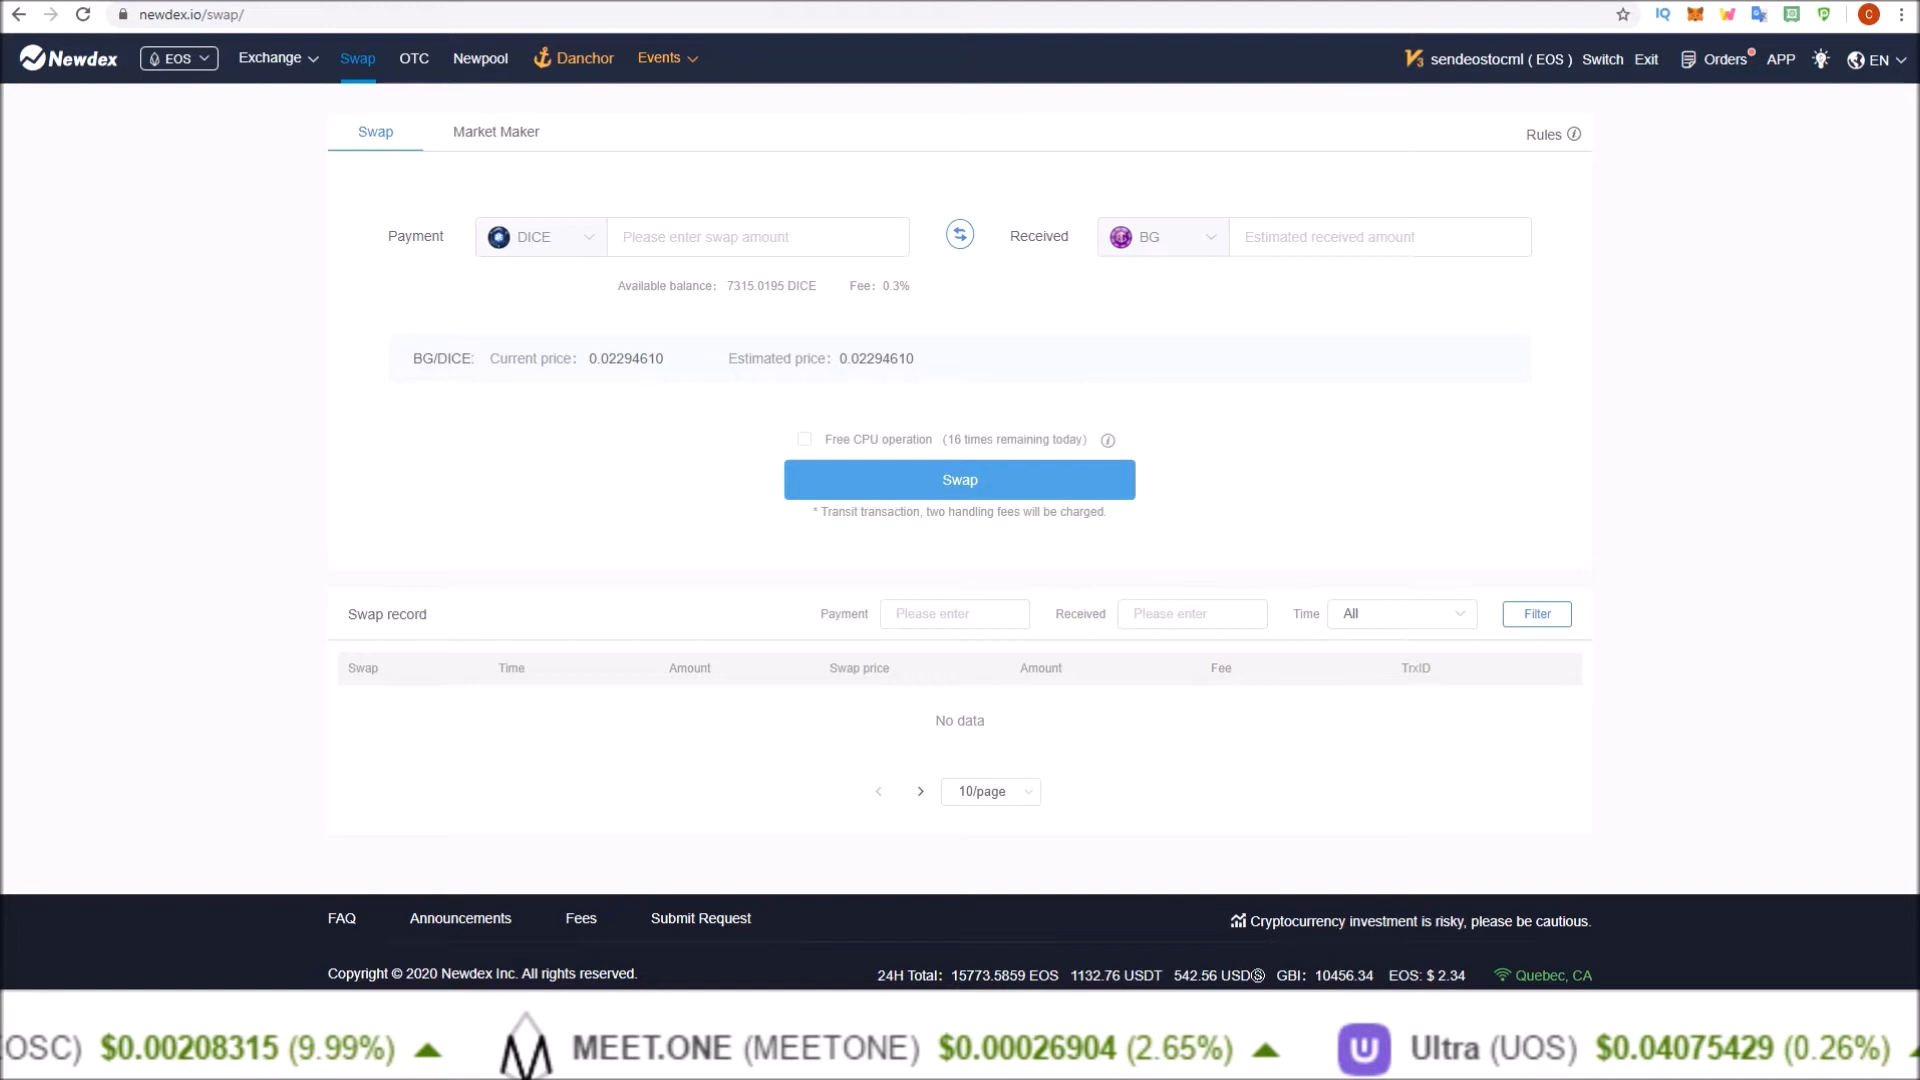 newdex.io/swap/
Newdex EOS Exchange Swap OTC Newpool Danchor Events sendeostocml ( EOS ) Switch Exit Orders APP EN
Swap Market Maker Rules
Payment DICE Please enter swap amount Received BG Estimated received amount
Available balance: 7315.0195 DICE Fee: 0.3%
BG/DICE: Current price: 0.02294610 Estimated price: 0.02294610
Free CPU operation (16 times remaining today)
Swap
* Transit transaction, two handling fees will be charged.
Swap record Payment Please enter Received Please enter Time All Filter
Swap Time Amount Swap price Amount Fee TrxID
No data
10/page
FAQ Announcements Fees Submit Request Cryptocurrency investment is risky, please be cautious.
Copyright © 2020 Newdex Inc. All rights reserved. 24H Total: 15773.5859 EOS 1132.76 USDT 542.56 USD GBI: 10456.34 EOS: $ 2.34 Quebec, CA
OSC) $0.00208315 (9.99%) MEET.ONE (MEETONE) $0.00026904 (2.65%) Ultra (UOS) $0.04075429 (0.26%)